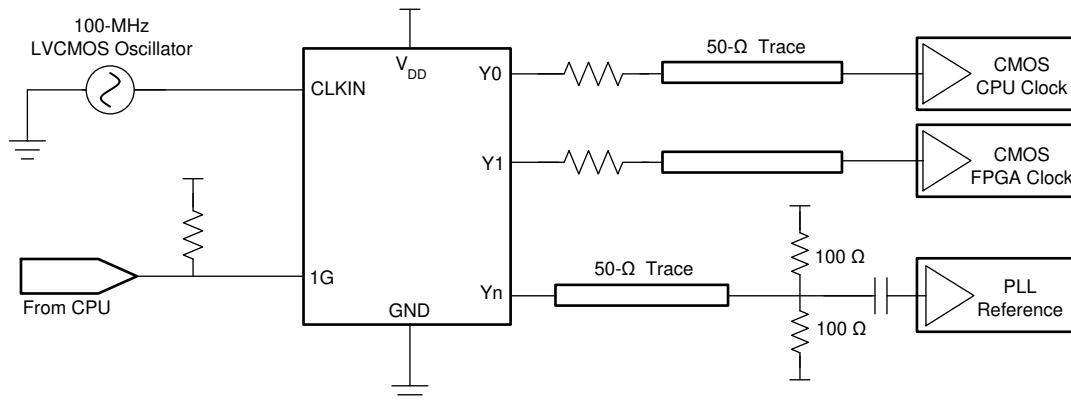 100-MHz
LVCMOS Oscillator
CLKIN
VDD
Y0
50-Ω Trace
CMOS
CPU Clock
Y1
CMOS
FPGA Clock
From CPU
1G
GND
Yn
50-Ω Trace
100 Ω
100 Ω
PLL
Reference